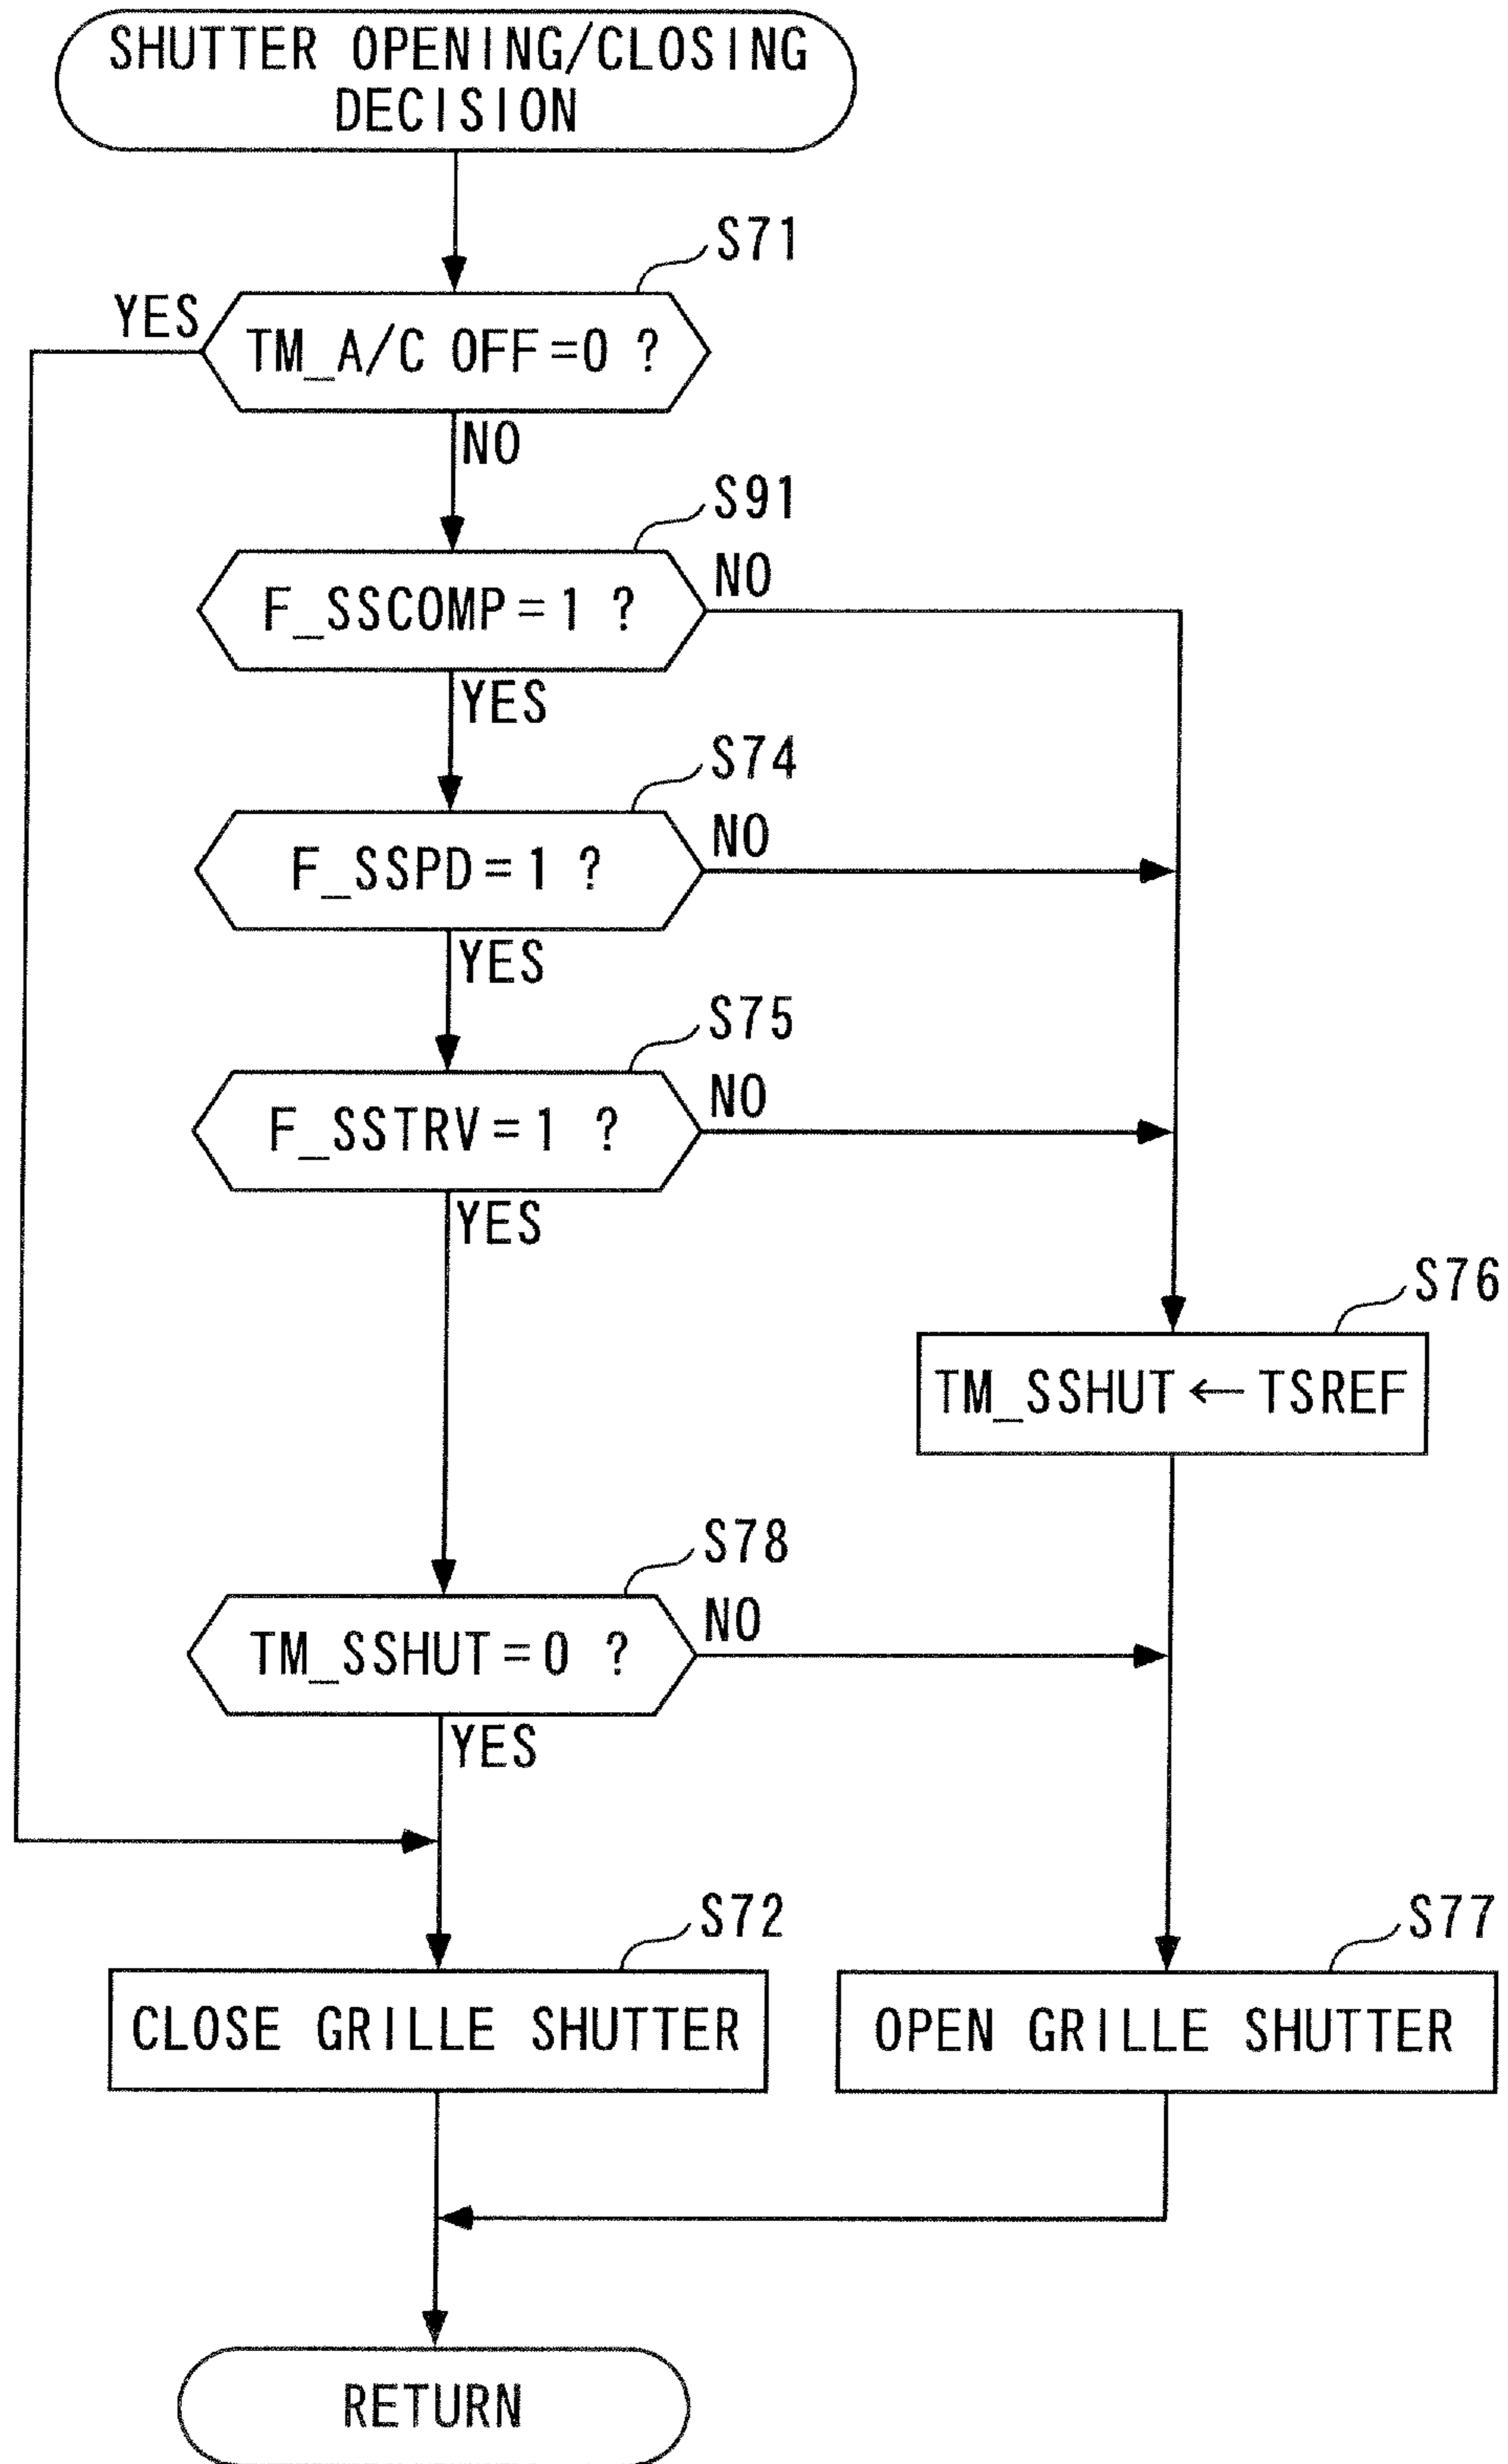 SHUTTER OPENING/CLOSING
DECISION
S71
YES
TM_A/C OFF=0 ?
NO
S91
F_SSCOMP=1 ?
NO
YES
S74
F_SSPD=1 ?
NO
YES
S75
F_SSTRV=1 ?
NO
YES
S76
TM_SSHUT ← TSREF
S78
TM_SSHUT=0 ?
NO
YES
S72
CLOSE GRILLE SHUTTER
S77
OPEN GRILLE SHUTTER
RETURN